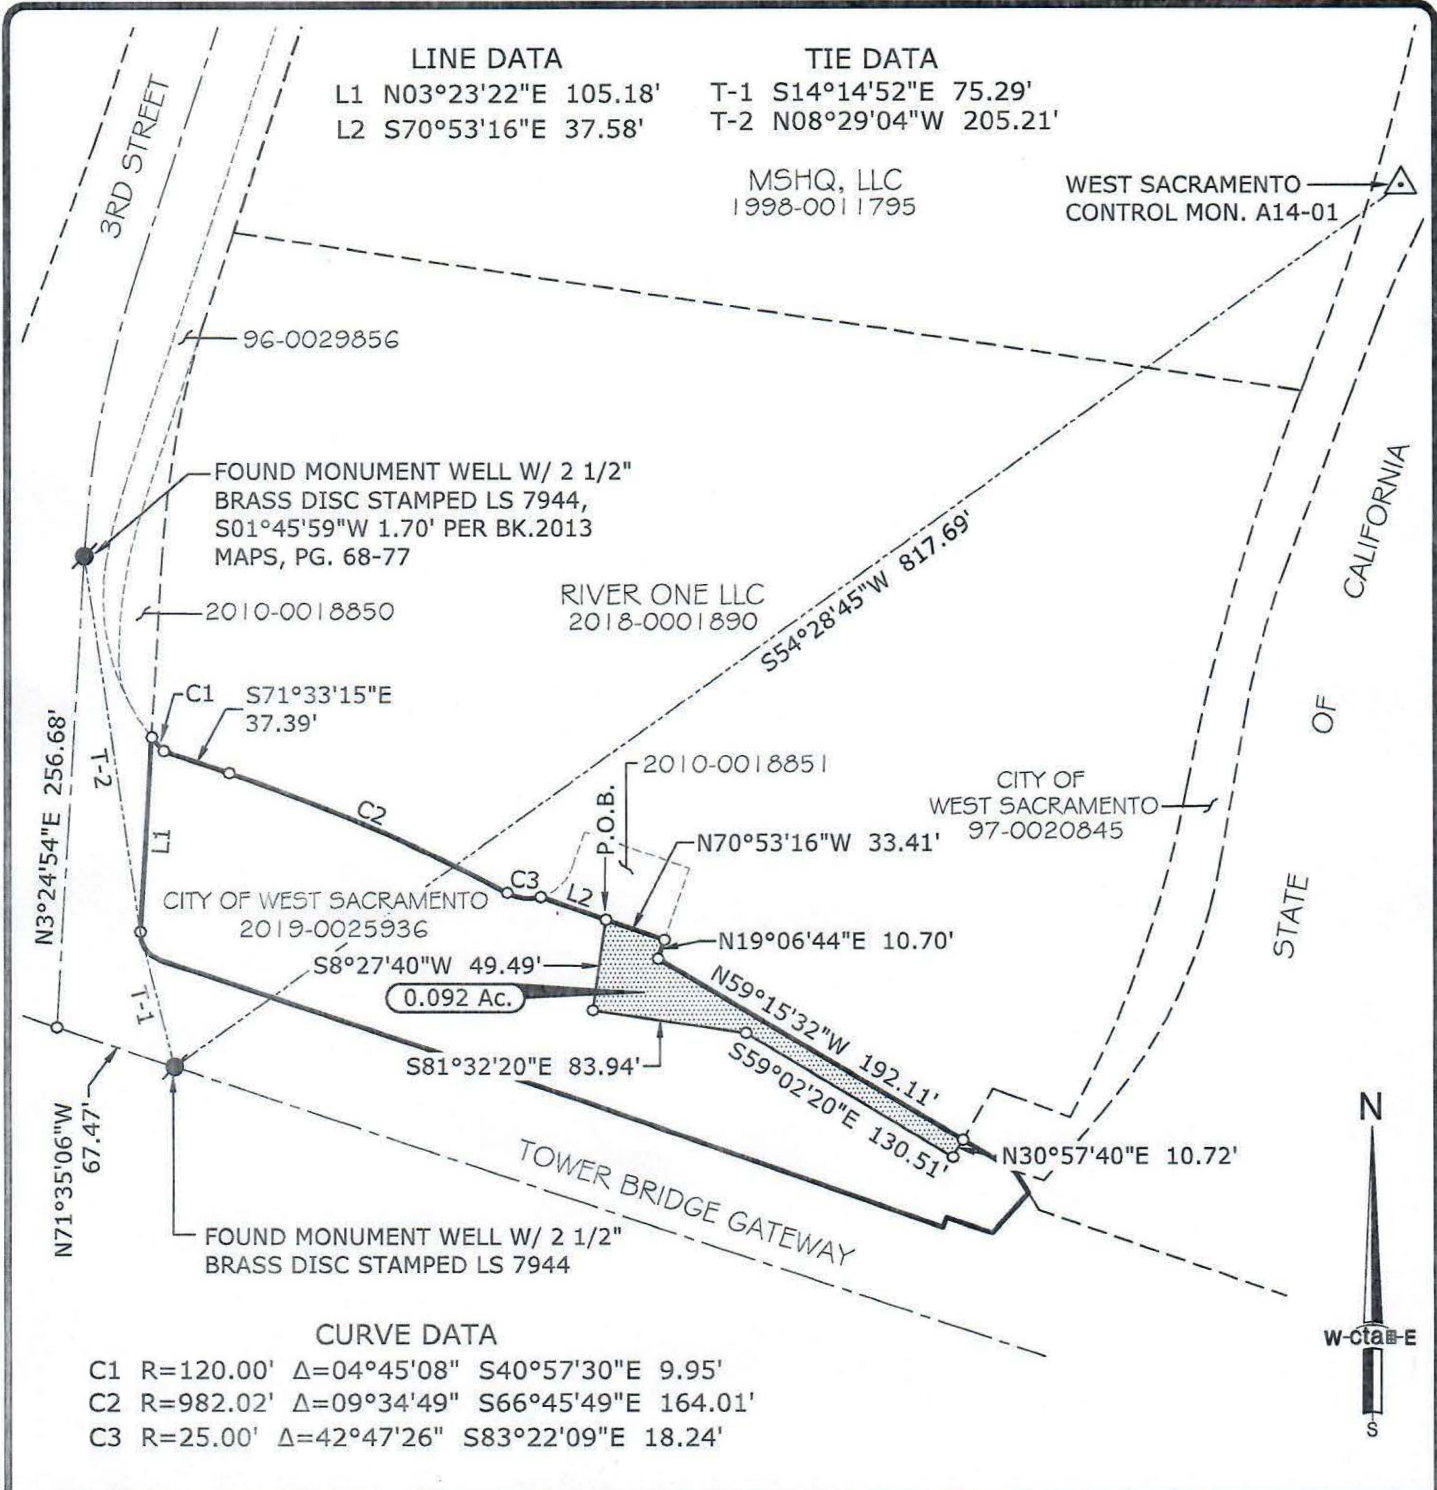 LINE DATA
L1 N03°23'22"E 105.18'
L2 S70°53'16"E 37.58'
TIE DATA
T-1 S14°14'52"E 75.29'
T-2 N08°29'04"W 205.21'
3RD STREET
MSHQ, LLC
1998-0011795
WEST SACRAMENTO
CONTROL MON. A14-01
96-0029856
FOUND MONUMENT WELL W/ 2 1/2"
BRASS DISC STAMPED LS 7944,
S01°45'59"W 1.70' PER BK.2013
MAPS, PG. 68-77
S54°28'45"W 817.69'
STATE OF CALIFORNIA
RIVER ONE LLC
2018-0001890
2010-0018850
C1
S71°33'15"E
37.39'
N3°24'54"E 256.68'
T-2
L1
C2
2010-0018851
P.O.B.
CITY OF
WEST SACRAMENTO
97-0020845
N70°53'16"W 33.41'
C3
L2
CITY OF WEST SACRAMENTO
2019-0025936
N19°06'44"E 10.70'
S8°27'40"W 49.49'
0.092 Ac.
N59°15'32"W 192.11'
T-1
S81°32'20"E 83.94'
S59°02'20"E 130.51'
N71°35'06"W
67.47'
N30°57'40"E 10.72'
TOWER BRIDGE GATEWAY
FOUND MONUMENT WELL W/ 2 1/2"
BRASS DISC STAMPED LS 7944
N
W-cta-E
S
CURVE DATA
C1 R=120.00' Δ=04°45'08" S40°57'30"E 9.95'
C2 R=982.02' Δ=09°34'49" S66°45'49"E 164.01'
C3 R=25.00' Δ=42°47'26" S83°22'09"E 18.24'